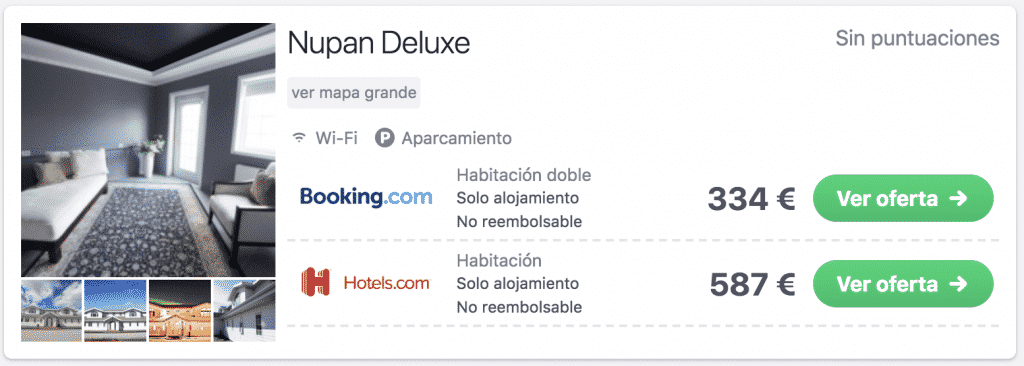 Nupan Deluxe
Sin puntuaciones
ver mapa grande
Wi-Fi
P Aparcamiento
Booking.com
Habitación doble
Solo alojamiento
No reembolsable
334 €
Ver oferta →
H Hotels.com
Habitación
Solo alojamiento
No reembolsable
587 €
Ver oferta →